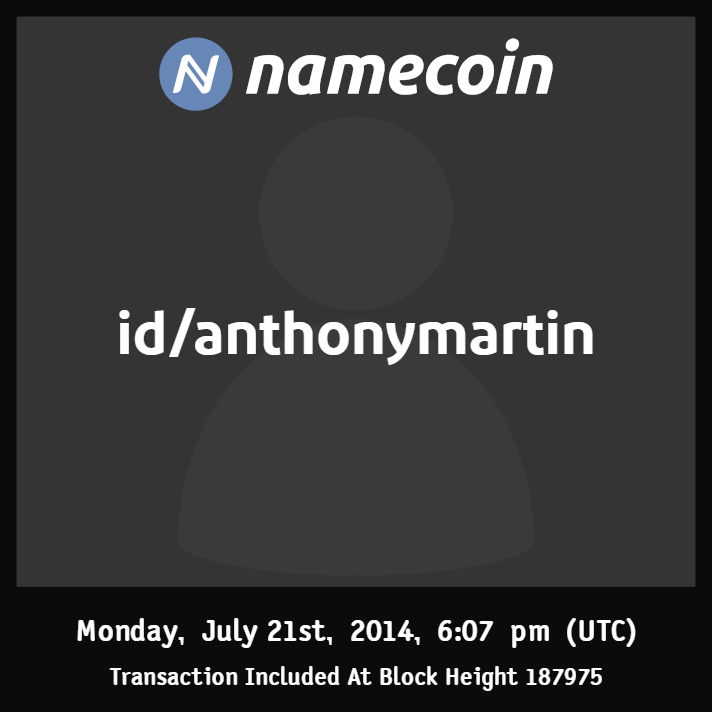 namecoin
id/anthonymartin
Monday, July 21st, 2014, 6:07 pm (UTC)
Transaction Included At Block Height 187975